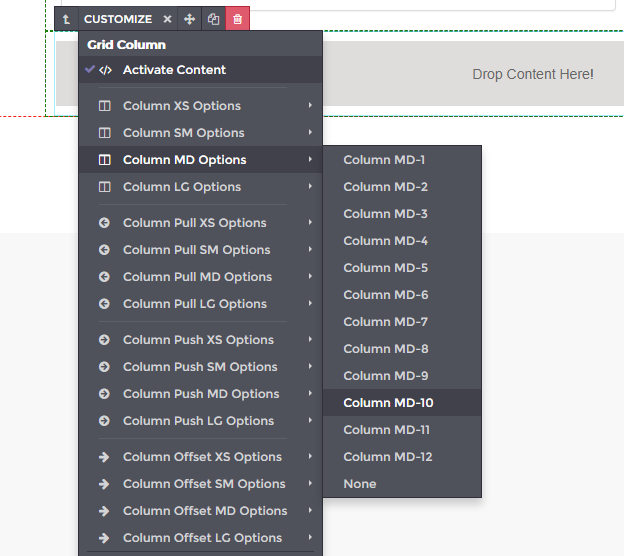 CUSTOMIZE
Grid Column
Activate Content
Drop Content Here!
Column XS Options
Column SM Options
Column MD Options
Column LG Options
Column Pull XS Options
Column Pull SM Options
Column Pull MD Options
Column Pull LG Options
Column Push XS Options
Column Push SM Options
Column Push MD Options
Column Push LG Options
Column Offset XS Options
Column Offset SM Options
Column Offset MD Options
Column Offset LG Options
Column MD-1
Column MD-2
Column MD-3
Column MD-4
Column MD-5
Column MD-6
Column MD-7
Column MD-8
Column MD-9
Column MD-10
Column MD-11
Column MD-12
None